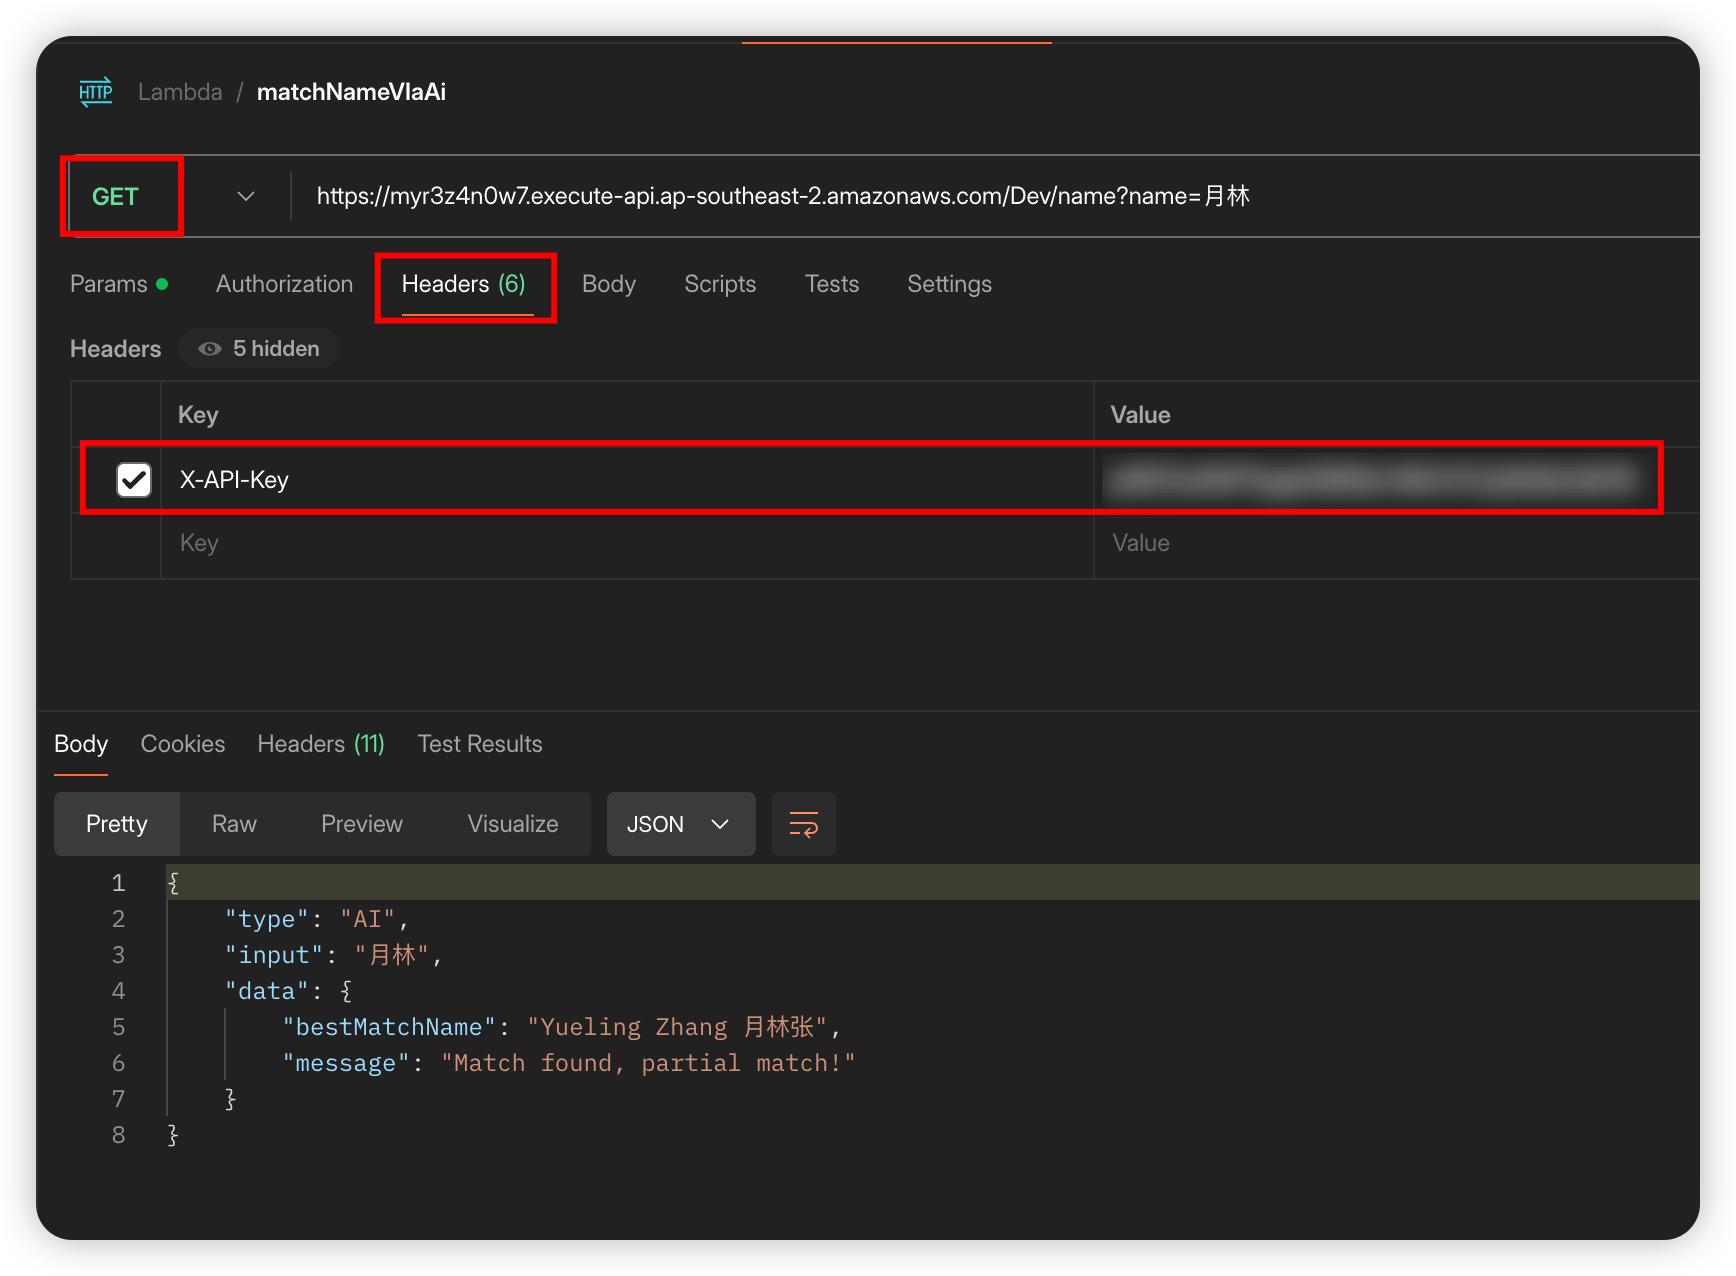 HTTP Lambda / matchNameVIaAi
GET https://myr3z4n0w7.execute-api.ap-southeast-2.amazonaws.com/Dev/name?name=月林
Params Authorization Headers (6) Body Scripts Tests Settings
Headers 5 hidden
Key Value
X-API-Key
Key Value
Body Cookies Headers (11) Test Results
Pretty Raw Preview Visualize JSON
1 {
2 "type": "AI",
3 "input": "月林",
4 "data": {
5 "bestMatchName": "Yueling Zhang 月林张",
6 "message": "Match found, partial match!"
7 }
8 }